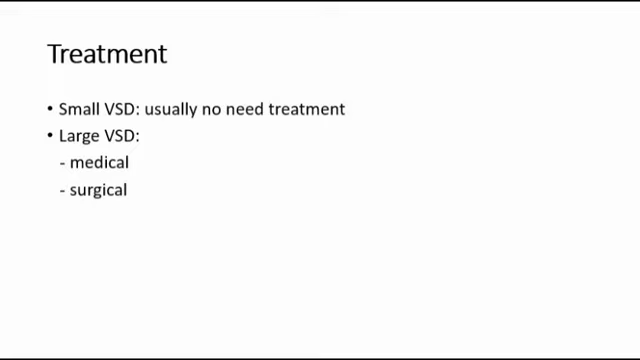 Treatment
• Small VSD: usually no need treatment
• Large VSD:
- medical
- surgical